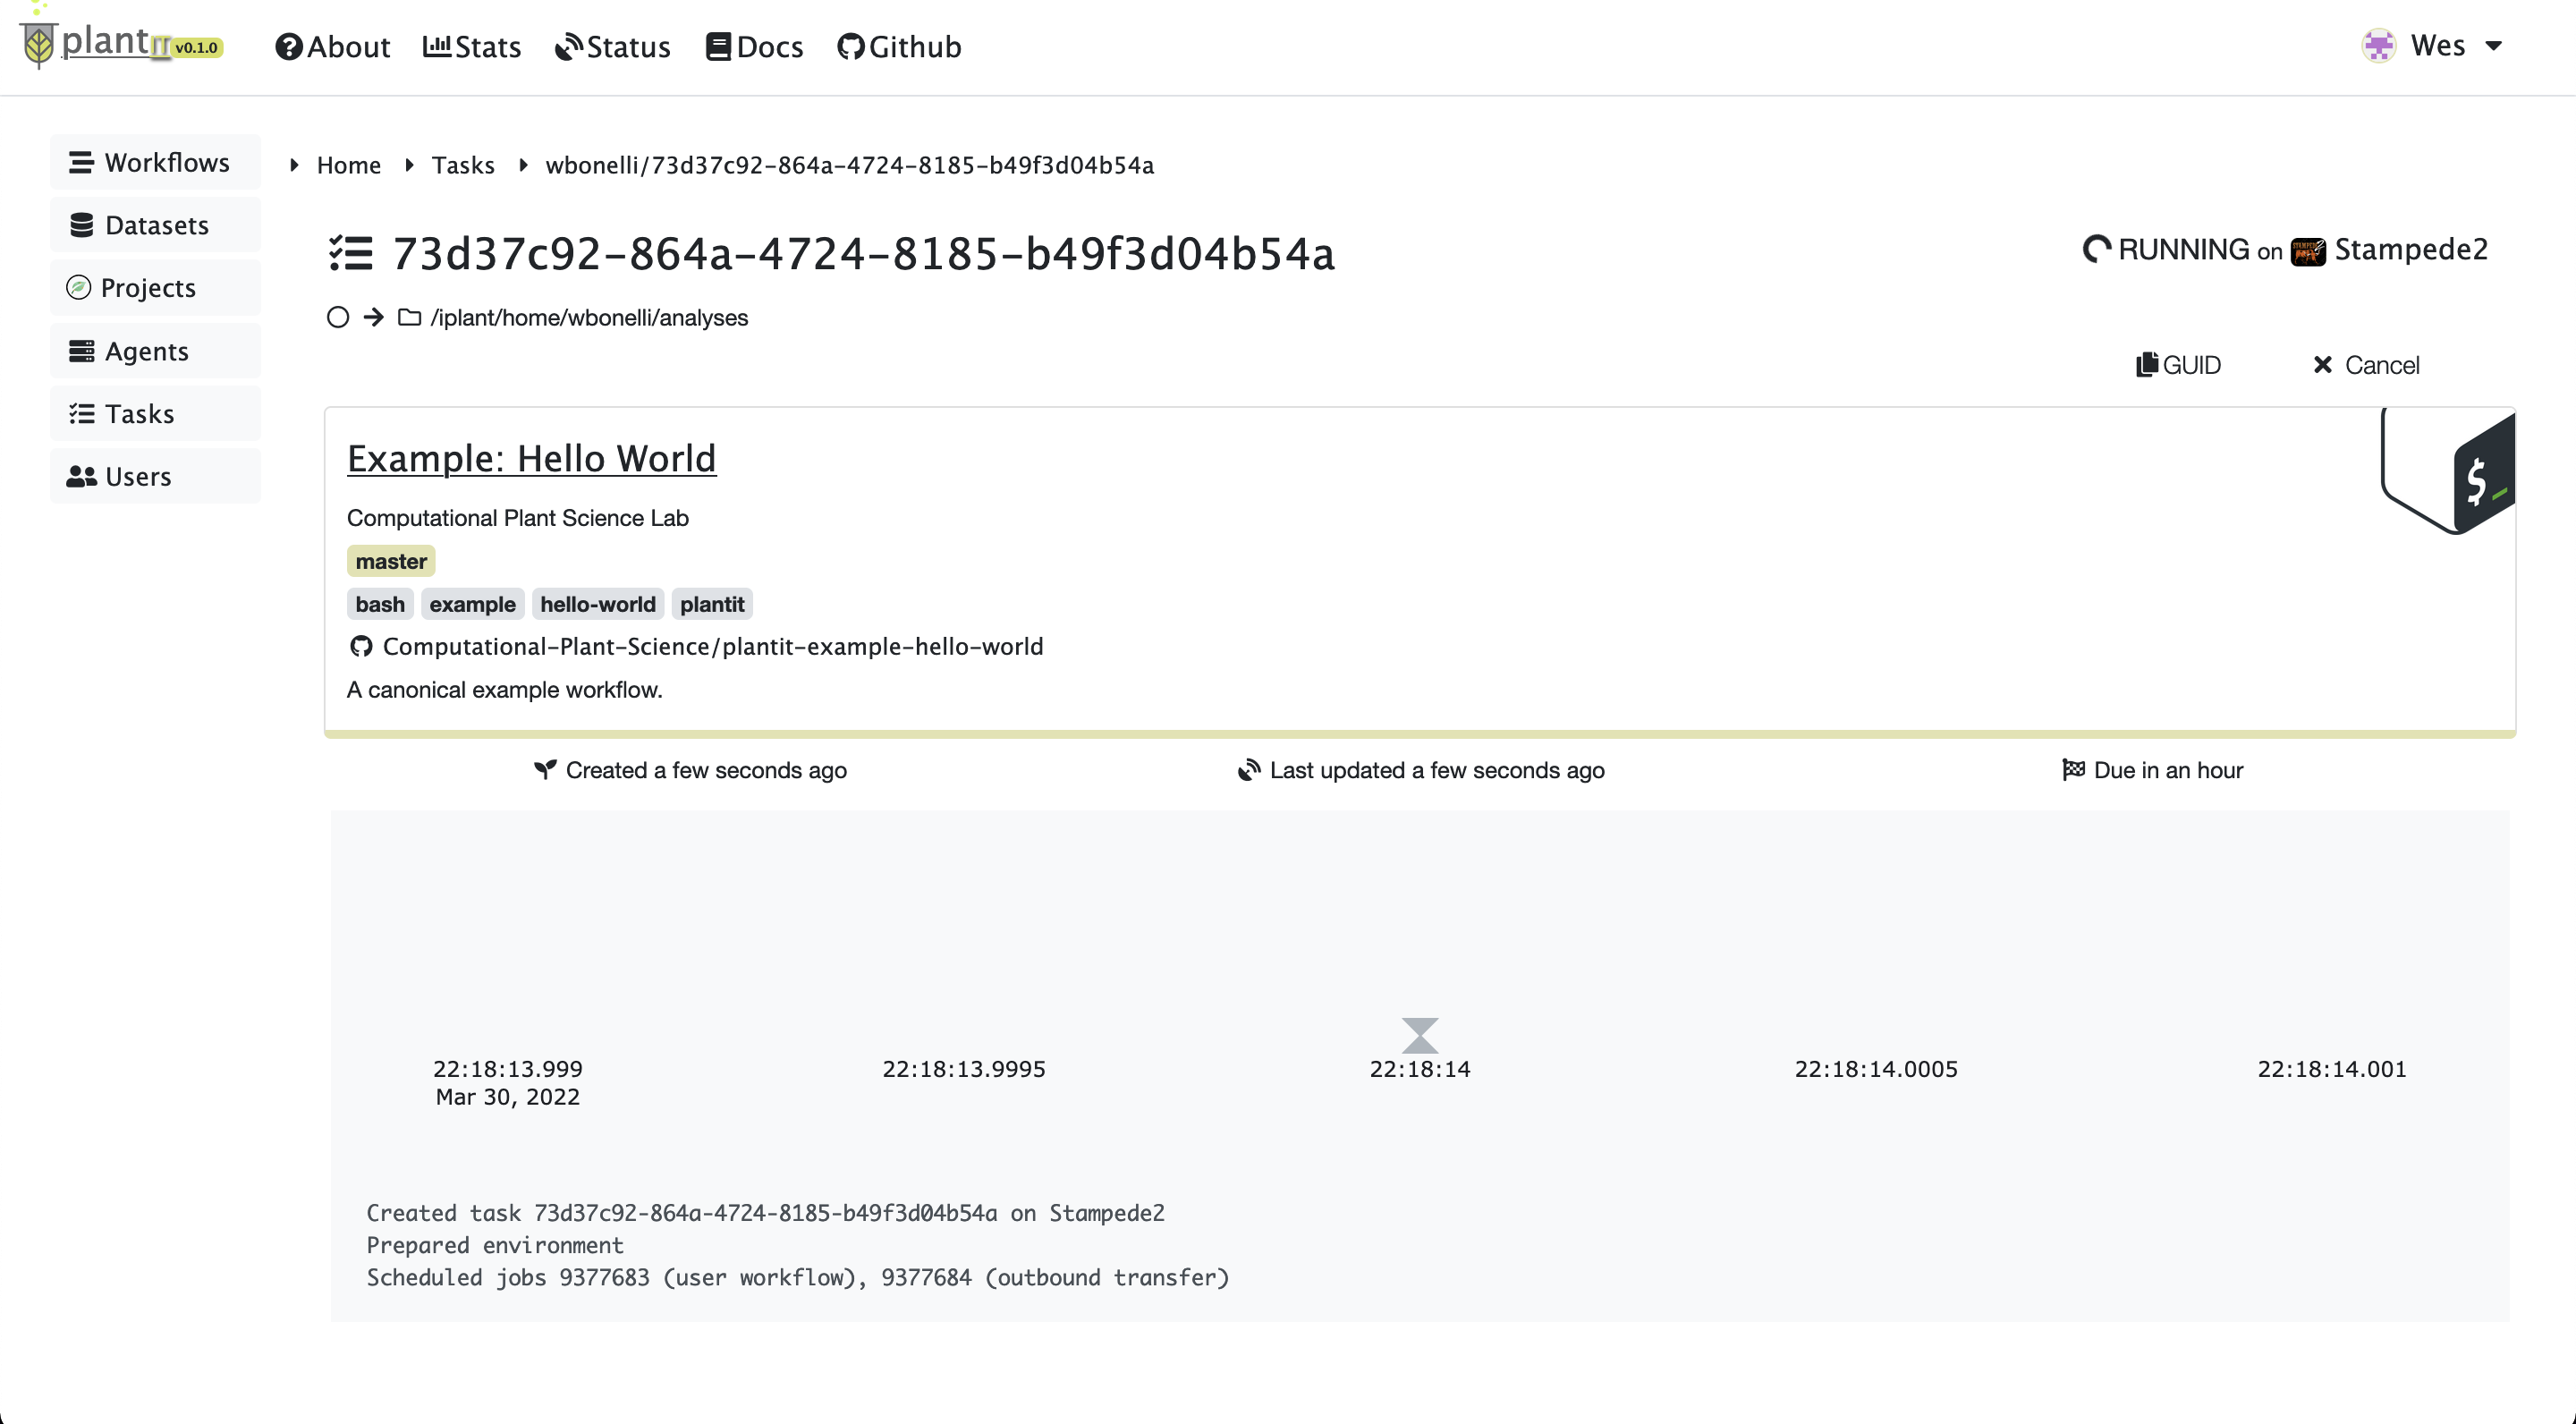 plantIT v0.1.0 About Stats Status Docs Github Wes
Workflows
Datasets
Projects
Agents
Tasks
Users
Home Tasks wbonelli/73d37c92-864a-4724-8185-b49f3d04b54a
73d37c92-864a-4724-8185-b49f3d04b54a
RUNNING on Stampede2
/iplant/home/wbonelli/analyses
GUID Cancel
Example: Hello World
$_
Computational Plant Science Lab
master
bash example hello-world plantit
Computational-Plant-Science/plantit-example-hello-world
A canonical example workflow.
Created a few seconds ago Last updated a few seconds ago Due in an hour
22:18:13.999 22:18:13.9995 22:18:14 22:18:14.0005 22:18:14.001
Mar 30, 2022
Created task 73d37c92-864a-4724-8185-b49f3d04b54a on Stampede2
Prepared environment
Scheduled jobs 9377683 (user workflow), 9377684 (outbound transfer)